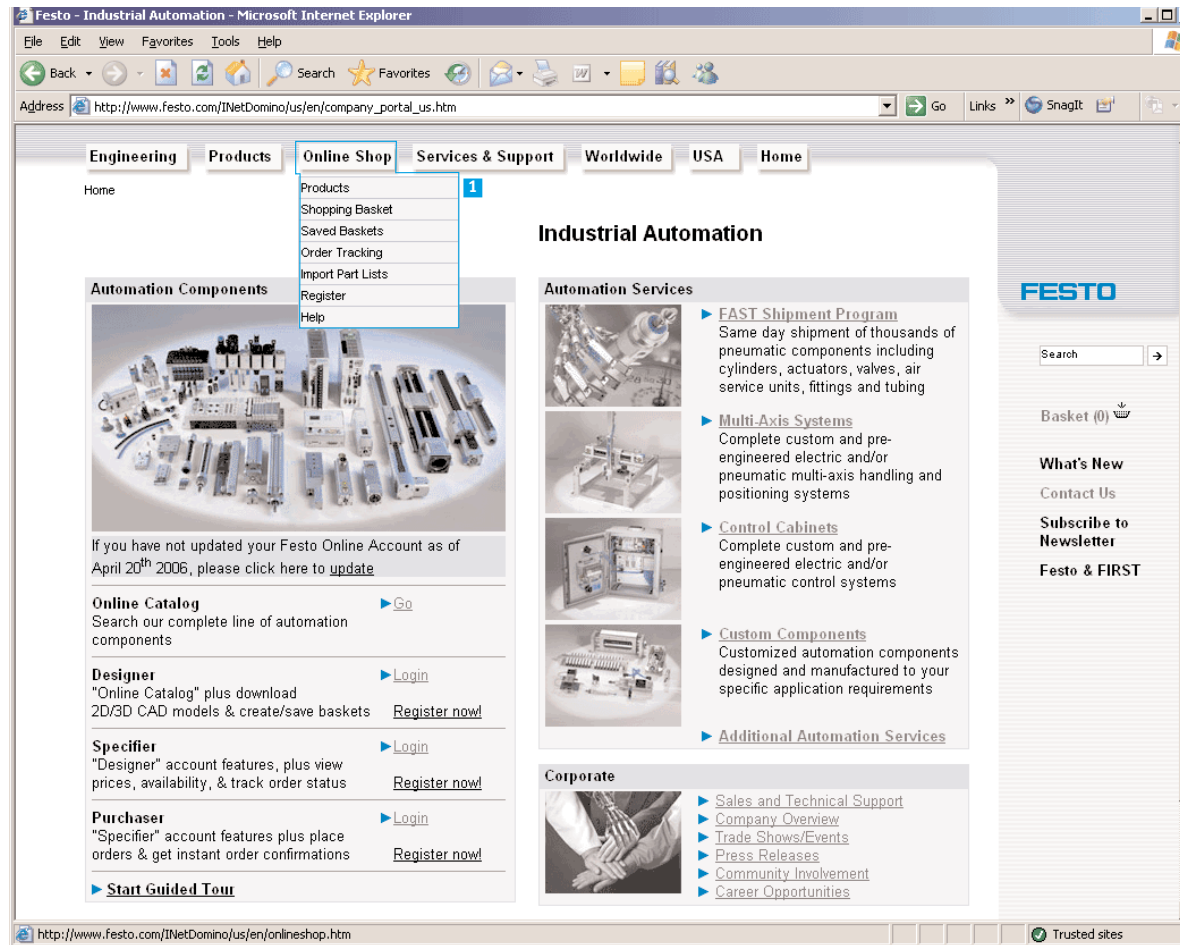 Festo - Industrial Automation - Microsoft Internet Explorer
File Edit View Favorites Tools Help
Back Search Favorites
Address http://www.festo.com/INetDomino/us/en/company_portal_us.htm Go Links » SnagIt
Engineering Products Online Shop Services & Support Worldwide USA Home
Home
Products
Shopping Basket
Saved Baskets
Order Tracking
Import Part Lists
Register
Help
1
Industrial Automation
Automation Components
If you have not updated your Festo Online Account as of
April 20th 2006, please click here to update
Online Catalog Go
Search our complete line of automation
components
Designer Login
"Online Catalog" plus download
2D/3D CAD models & create/save baskets Register now!
Specifier Login
"Designer" account features, plus view
prices, availability, & track order status Register now!
Purchaser Login
"Specifier" account features plus place
orders & get instant order confirmations Register now!
Start Guided Tour
Automation Services
FAST Shipment Program
Same day shipment of thousands of
pneumatic components including
cylinders, actuators, valves, air
service units, fittings and tubing
Multi-Axis Systems
Complete custom and pre-
engineered electric and/or
pneumatic multi-axis handling and
positioning systems
Control Cabinets
Complete custom and pre-
engineered electric and/or
pneumatic control systems
Custom Components
Customized automation components
designed and manufactured to your
specific application requirements
Additional Automation Services
Corporate
Sales and Technical Support
Company Overview
Trade Shows/Events
Press Releases
Community Involvement
Career Opportunities
FESTO
Search
Basket (0)
What's New
Contact Us
Subscribe to
Newsletter
Festo & FIRST
http://www.festo.com/INetDomino/us/en/onlineshop.htm Trusted sites